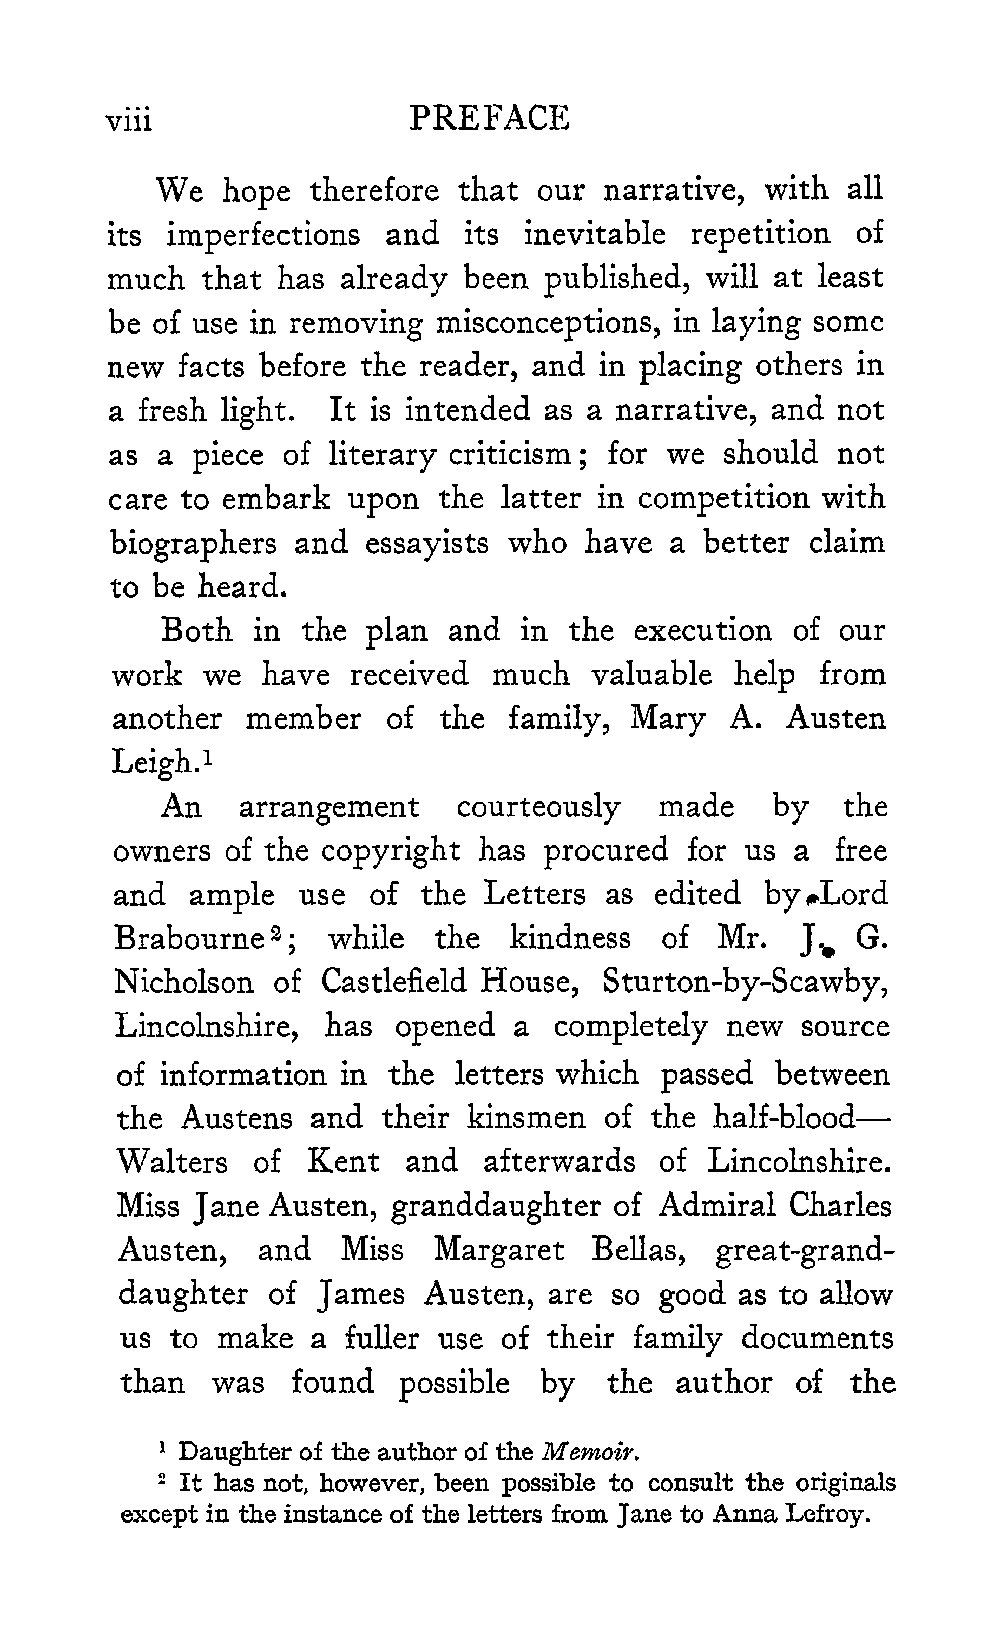 viii PREFACE
We hope therefore that our narrative, with all
its imperfections and its inevitable repetition of
much that has already been published, will at least
be of use in removing misconceptions, in laying some
new facts before the reader, and in placing others in
a fresh light. It is intended as a narrative, and not
as a piece of literary criticism; for we should not
care to embark upon the latter in competition with
biographers and essayists who have a better claim
to be heard.
Both in the plan and in the execution of our
work we have received much valuable help from
another member of the family, Mary A. Austen
Leigh.¹
An arrangement courteously made by the
owners of the copyright has procured for us a free
and ample use of the Letters as edited by Lord
Brabourne²; while the kindness of Mr. J. G.
Nicholson of Castlefield House, Sturton-by-Scawby,
Lincolnshire, has opened a completely new source
of information in the letters which passed between
the Austens and their kinsmen of the half-blood—
Walters of Kent and afterwards of Lincolnshire.
Miss Jane Austen, granddaughter of Admiral Charles
Austen, and Miss Margaret Bellas, great-grand-
daughter of James Austen, are so good as to allow
us to make a fuller use of their family documents
than was found possible by the author of the
¹ Daughter of the author of the Memoir.
² It has not, however, been possible to consult the originals
except in the instance of the letters from Jane to Anna Lefroy.